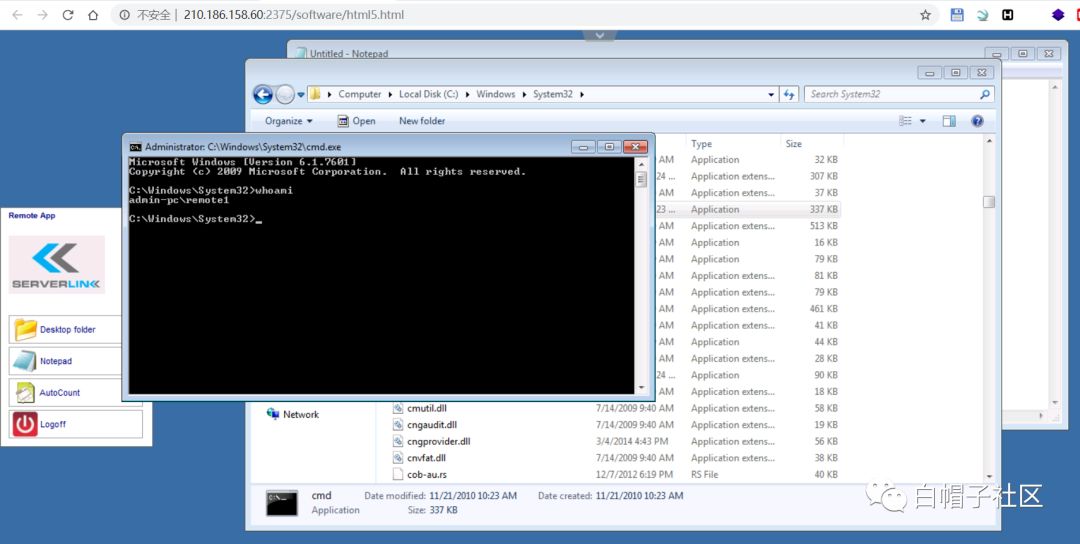 不安全 | 210.186.158.60:2375/software/html5.html
Untitled - Notepad
Computer Local Disk (C:) Windows System32
Search System32
Organize Open New folder
Administrator: C:\Windows\System32\cmd.exe
Microsoft Windows [Version 6.1.7601]
Copyright (c) 2009 Microsoft Corporation. All rights reserved.
C:\Windows\System32>whoami
admin-pc\remote1
C:\Windows\System32>_
Type Size
AM Application 32 KB
24 ... Application extens... 307 KB
AM Application 37 KB
23 ... Application 337 KB
AM Application extens... 513 KB
AM Application 16 KB
AM Application 79 KB
AM Application extens... 81 KB
AM Application extens... 79 KB
AM Application extens... 461 KB
AM Application extens... 41 KB
AM Application 44 KB
AM Application extens... 28 KB
24 ... Application 90 KB
AM Application extens... 18 KB
cmutil.dll 7/14/2009 9:40 AM Application extens... 58 KB
cngaudit.dll 7/14/2009 9:40 AM Application extens... 19 KB
cngprovider.dll 3/4/2014 4:43 PM Application extens... 56 KB
cnvfat.dll 7/14/2009 9:40 AM Application extens... 38 KB
cob-au.rs 12/7/2012 6:19 PM RS File 40 KB
Network
Remote App
SERVERLINK
Desktop folder
Notepad
AutoCount
Logoff
cmd Date modified: 11/21/2010 10:23 AM Date created: 11/21/2010 10:23 AM
Application Size: 337 KB
白帽子社区